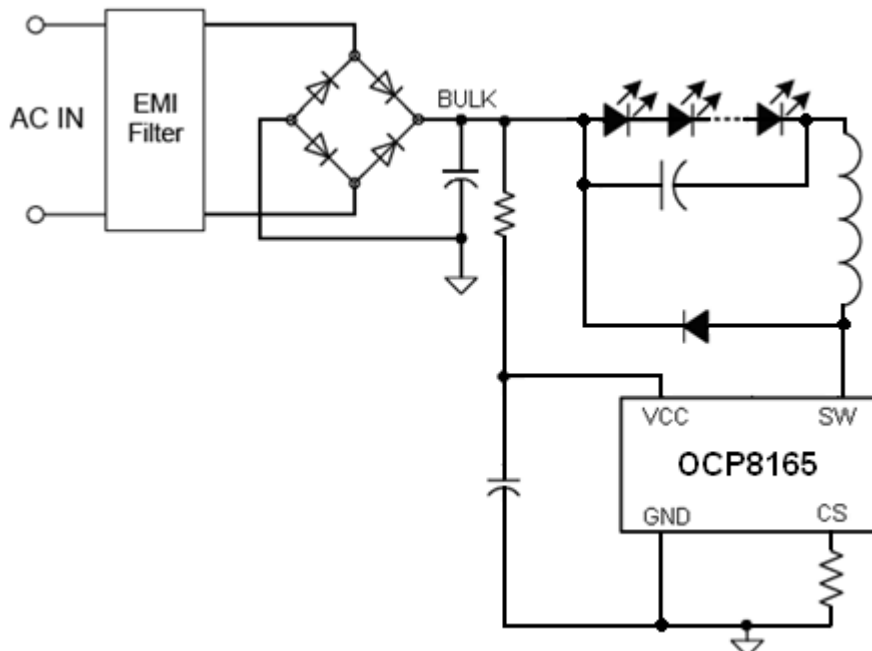 AC IN
EMI
Filter
BULK
VCC
SW
OCP8165
GND
CS